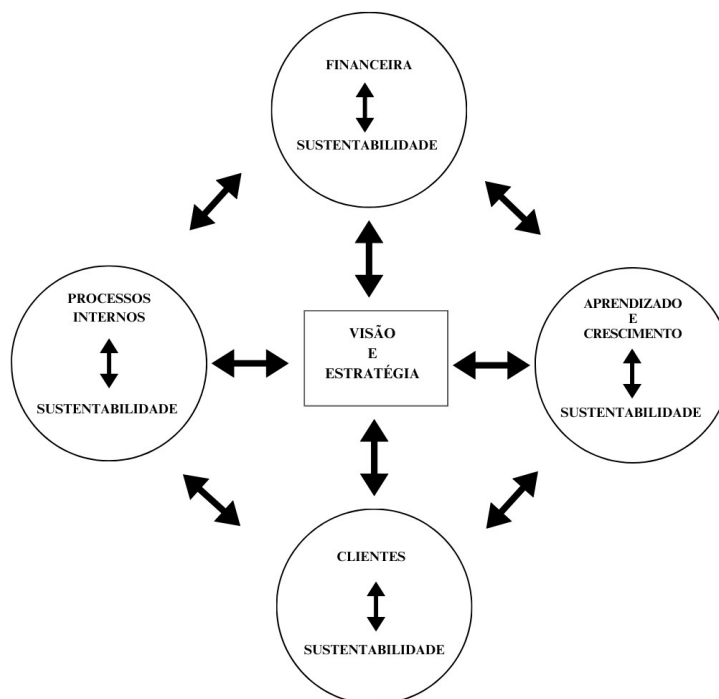 FINANCEIRA
SUSTENTABILIDADE
PROCESSOS
INTERNOS
SUSTENTABILIDADE
VISÃO
E
ESTRATÉGIA
APRENDIZADO
E
CRESCIMENTO
SUSTENTABILIDADE
CLIENTES
SUSTENTABILIDADE